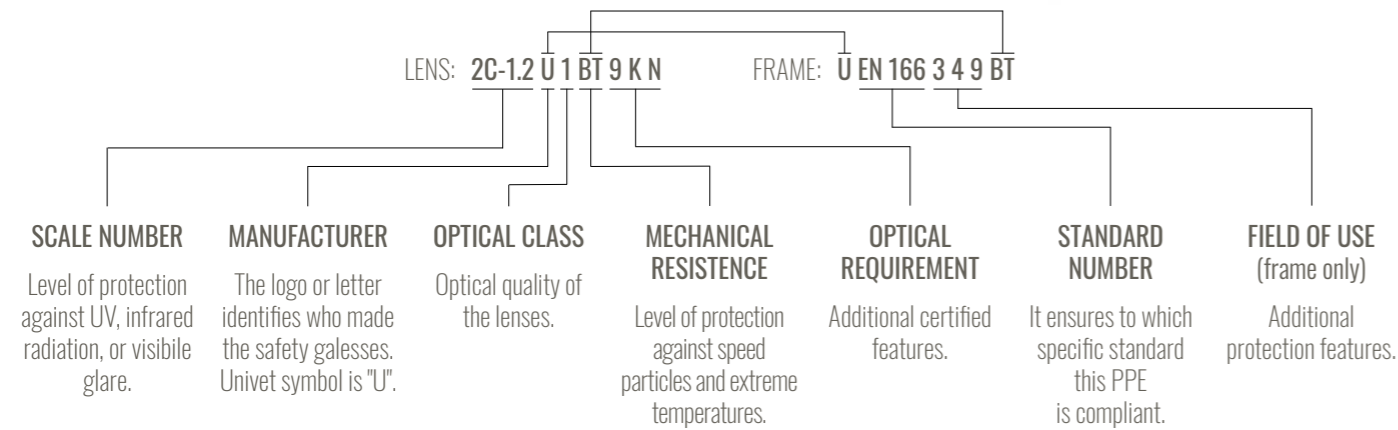 LENS: 2C-1.2 U 1 BT 9 K N
FRAME: U EN 166 3 4 9 BT
SCALE NUMBER
Level of protection
against UV, infrared
radiation, or visibile
glare.
MANUFACTURER
The logo or letter
identifies who made
the safety galesses.
Univet symbol is "U".
OPTICAL CLASS
Optical quality of
the lenses.
MECHANICAL
RESISTENCE
Level of protection
against speed
particles and extreme
temperatures.
OPTICAL
REQUIREMENT
Additional certified
features.
STANDARD
NUMBER
It ensures to which
specific standard
this PPE
is compliant.
FIELD OF USE
(frame only)
Additional
protection features.